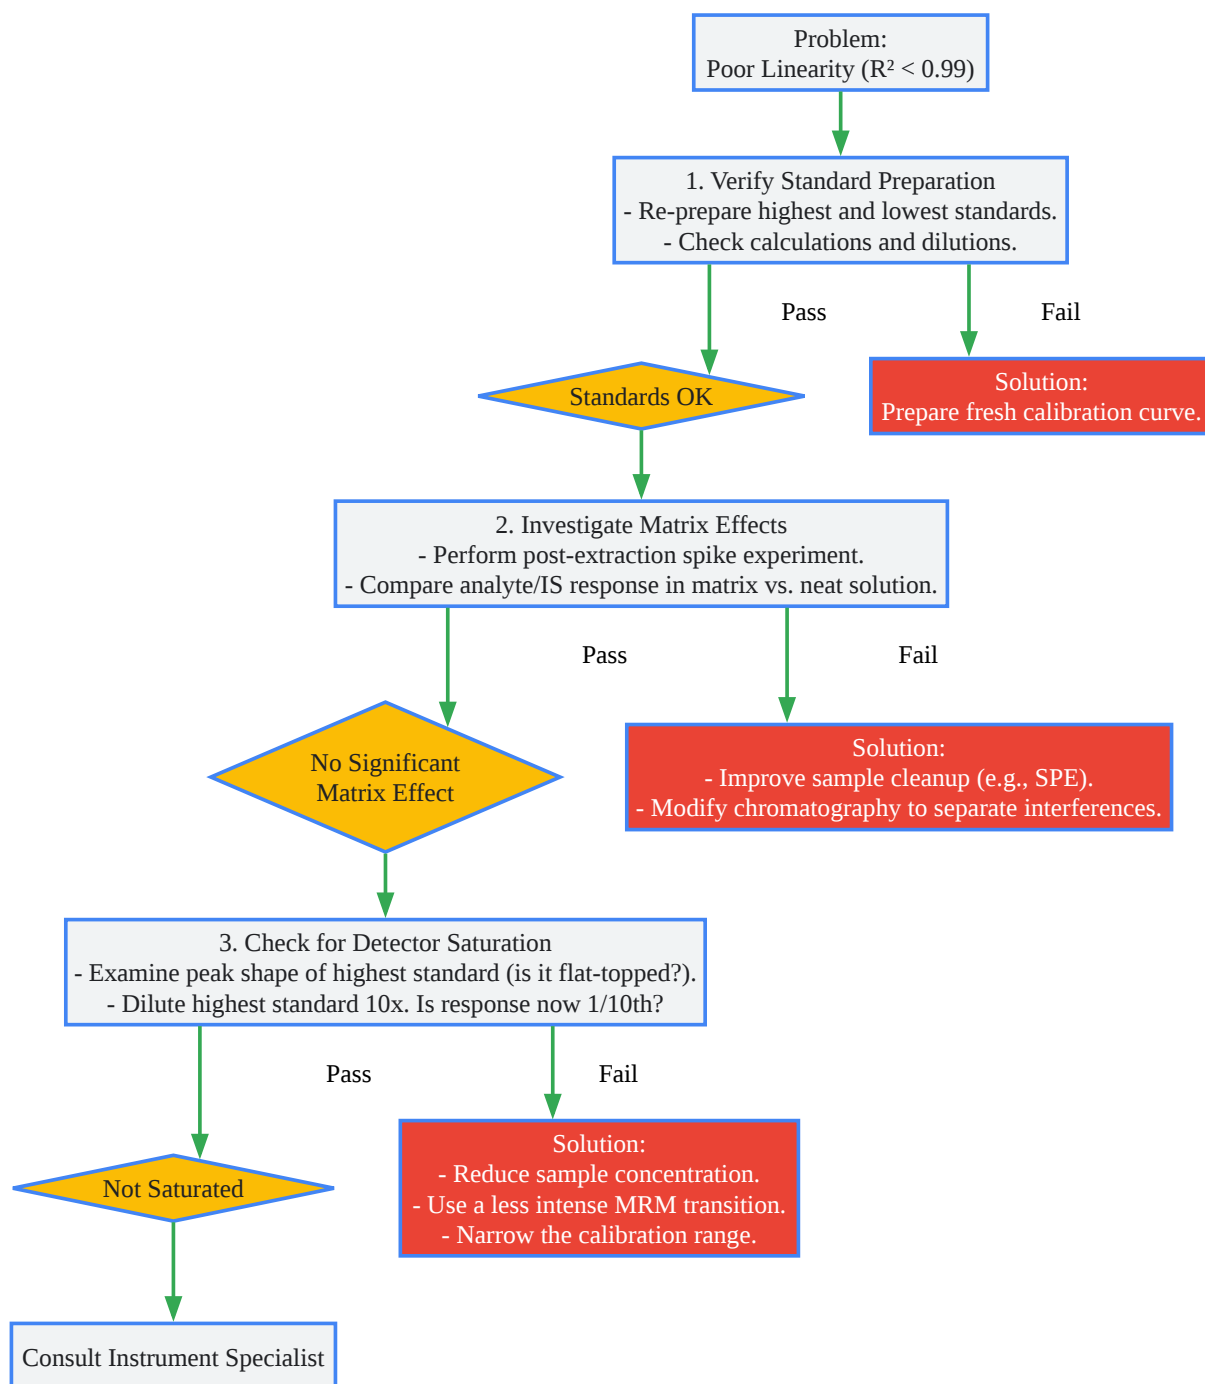 Problem:
Poor Linearity (R² < 0.99)
1. Verify Standard Preparation
- Re-prepare highest and lowest standards.
- Check calculations and dilutions.
Pass
Fail
Standards OK
Solution:
Prepare fresh calibration curve.
2. Investigate Matrix Effects
- Perform post-extraction spike experiment.
- Compare analyte/IS response in matrix vs. neat solution.
Pass
Fail
No Significant
Matrix Effect
Solution:
- Improve sample cleanup (e.g., SPE).
- Modify chromatography to separate interferences.
3. Check for Detector Saturation
- Examine peak shape of highest standard (is it flat-topped?).
- Dilute highest standard 10x. Is response now 1/10th?
Pass
Fail
Not Saturated
Solution:
- Reduce sample concentration.
- Use a less intense MRM transition.
- Narrow the calibration range.
Consult Instrument Specialist